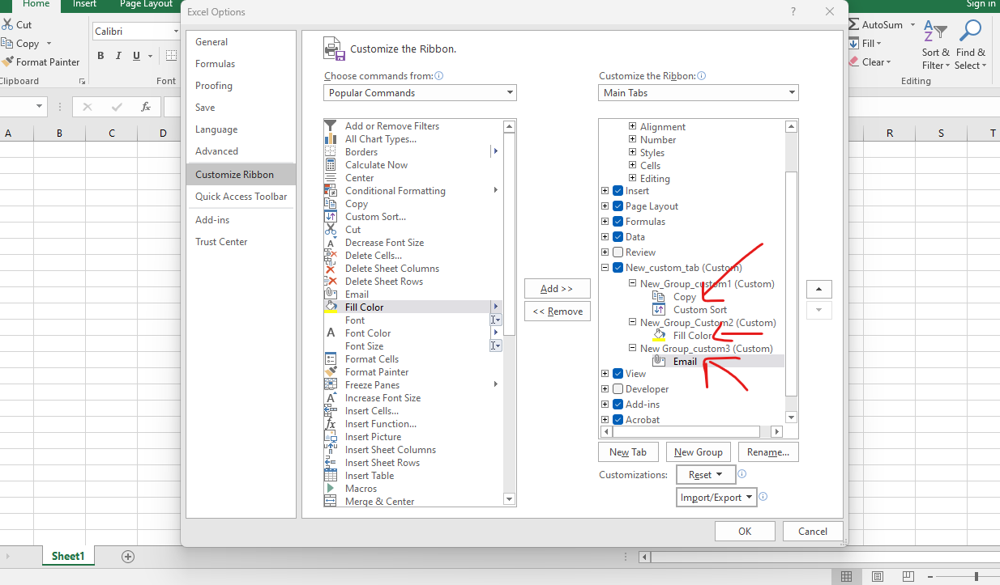 Home Insert Page Layout Sign in
Excel Options ?
Cut
Copy
Format Painter
Clipboard
Calibri
B I U
Font
AutoSum
Fill
Clear
A
Z
Sort & Filter
Find & Select
Editing
fx
A B C D R S T
General
Formulas
Proofing
Save
Language
Advanced
Customize Ribbon
Quick Access Toolbar
Add-ins
Trust Center
Customize the Ribbon.
Choose commands from:
Popular Commands
Add or Remove Filters
All Chart Types...
Borders
Calculate Now
Center
Conditional Formatting
Copy
Custom Sort...
Cut
Decrease Font Size
Delete Cells...
Delete Sheet Columns
Delete Sheet Rows
Email
Fill Color
Font
Font Color
Font Size
Format Cells
Format Painter
Freeze Panes
Increase Font Size
Insert Cells...
Insert Function...
Insert Picture
Insert Sheet Columns
Insert Sheet Rows
Insert Table
Macros
Merge & Center
Add >>
<< Remove
Customize the Ribbon:
Main Tabs
Alignment
Number
Styles
Cells
Editing
Insert
Page Layout
Formulas
Data
Review
New_custom_tab (Custom)
New_Group_custom1 (Custom)
Copy
Custom Sort
New_Group_Custom2 (Custom)
Fill Color
New Group_custom3 (Custom)
Email
View
Developer
Add-ins
Acrobat
New Tab New Group Rename...
Customizations: Reset
Import/Export
OK Cancel
Sheet1